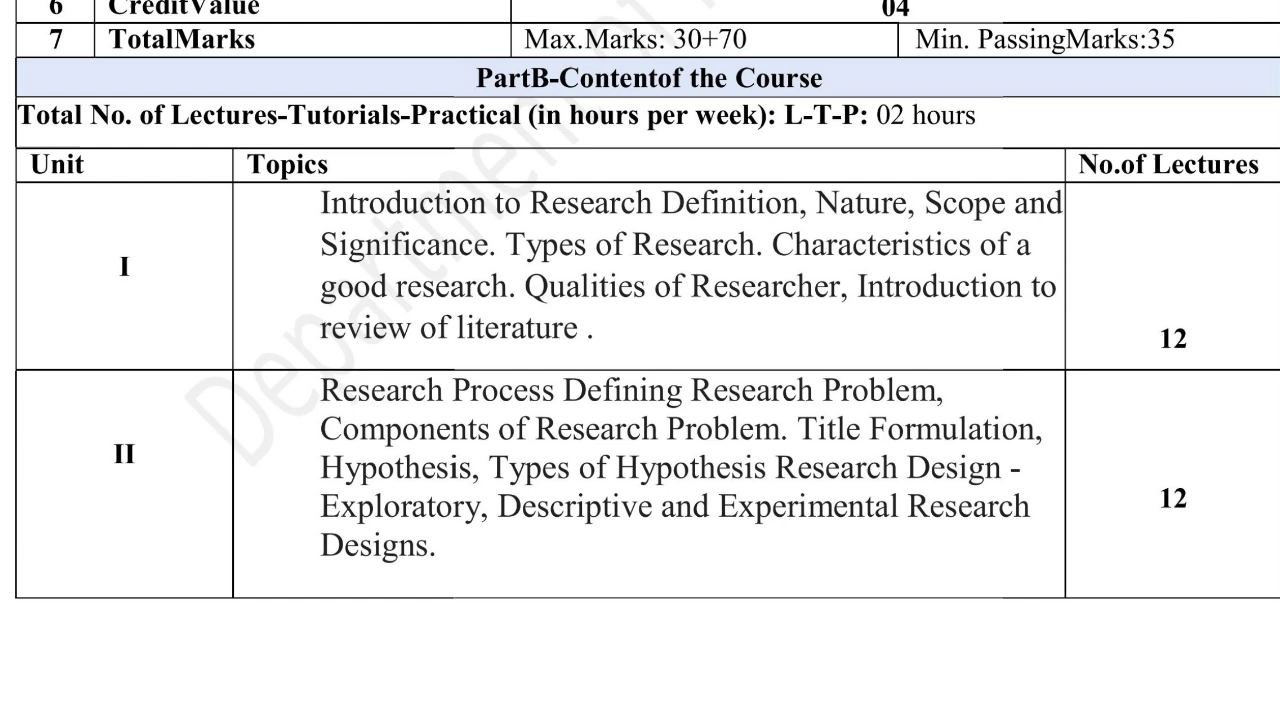 6 CreditValue 04
7 TotalMarks Max.Marks: 30+70 Min. PassingMarks:35
PartB-Contentof the Course
Total No. of Lectures-Tutorials-Practical (in hours per week): L-T-P: 02 hours
Unit Topics No.of Lectures
Introduction to Research Definition, Nature, Scope and
Significance. Types of Research. Characteristics of a
I
good research. Qualities of Researcher, Introduction to
review of literature .
12
Research Process Defining Research Problem,
Components of Research Problem. Title Formulation,
II
Hypothesis, Types of Hypothesis Research Design -
Exploratory, Descriptive and Experimental Research
12
Designs.
Department of